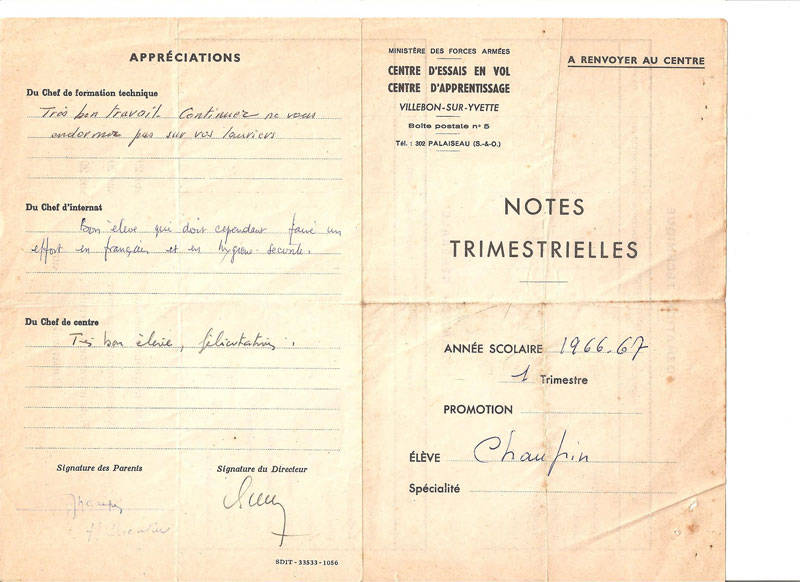 APPRÉCIATIONS
Du Chef de formation technique
Très bon travail. Continuez ne vous
endormez pas sur vos lauriers
Du Chef d'internat
Bon élève qui doit cependant faire un
effort en français et en hygiène-sécurité.
Du Chef de centre
Très bon élève, félicitations.
Signature des Parents
Signature du Directeur
SDIT - 33533 - 1056
MINISTÈRE DES FORCES ARMÉES
CENTRE D'ESSAIS EN VOL
CENTRE D'APPRENTISSAGE
VILLEBON-SUR-YVETTE
Boîte postale n° 5
Tél. : 302 PALAISEAU (S.-&-O.)
A RENVOYER AU CENTRE
NOTES
TRIMESTRIELLES
ANNÉE SCOLAIRE 1966-67
1 Trimestre
PROMOTION
ÉLÈVE Chaupin
Spécialité